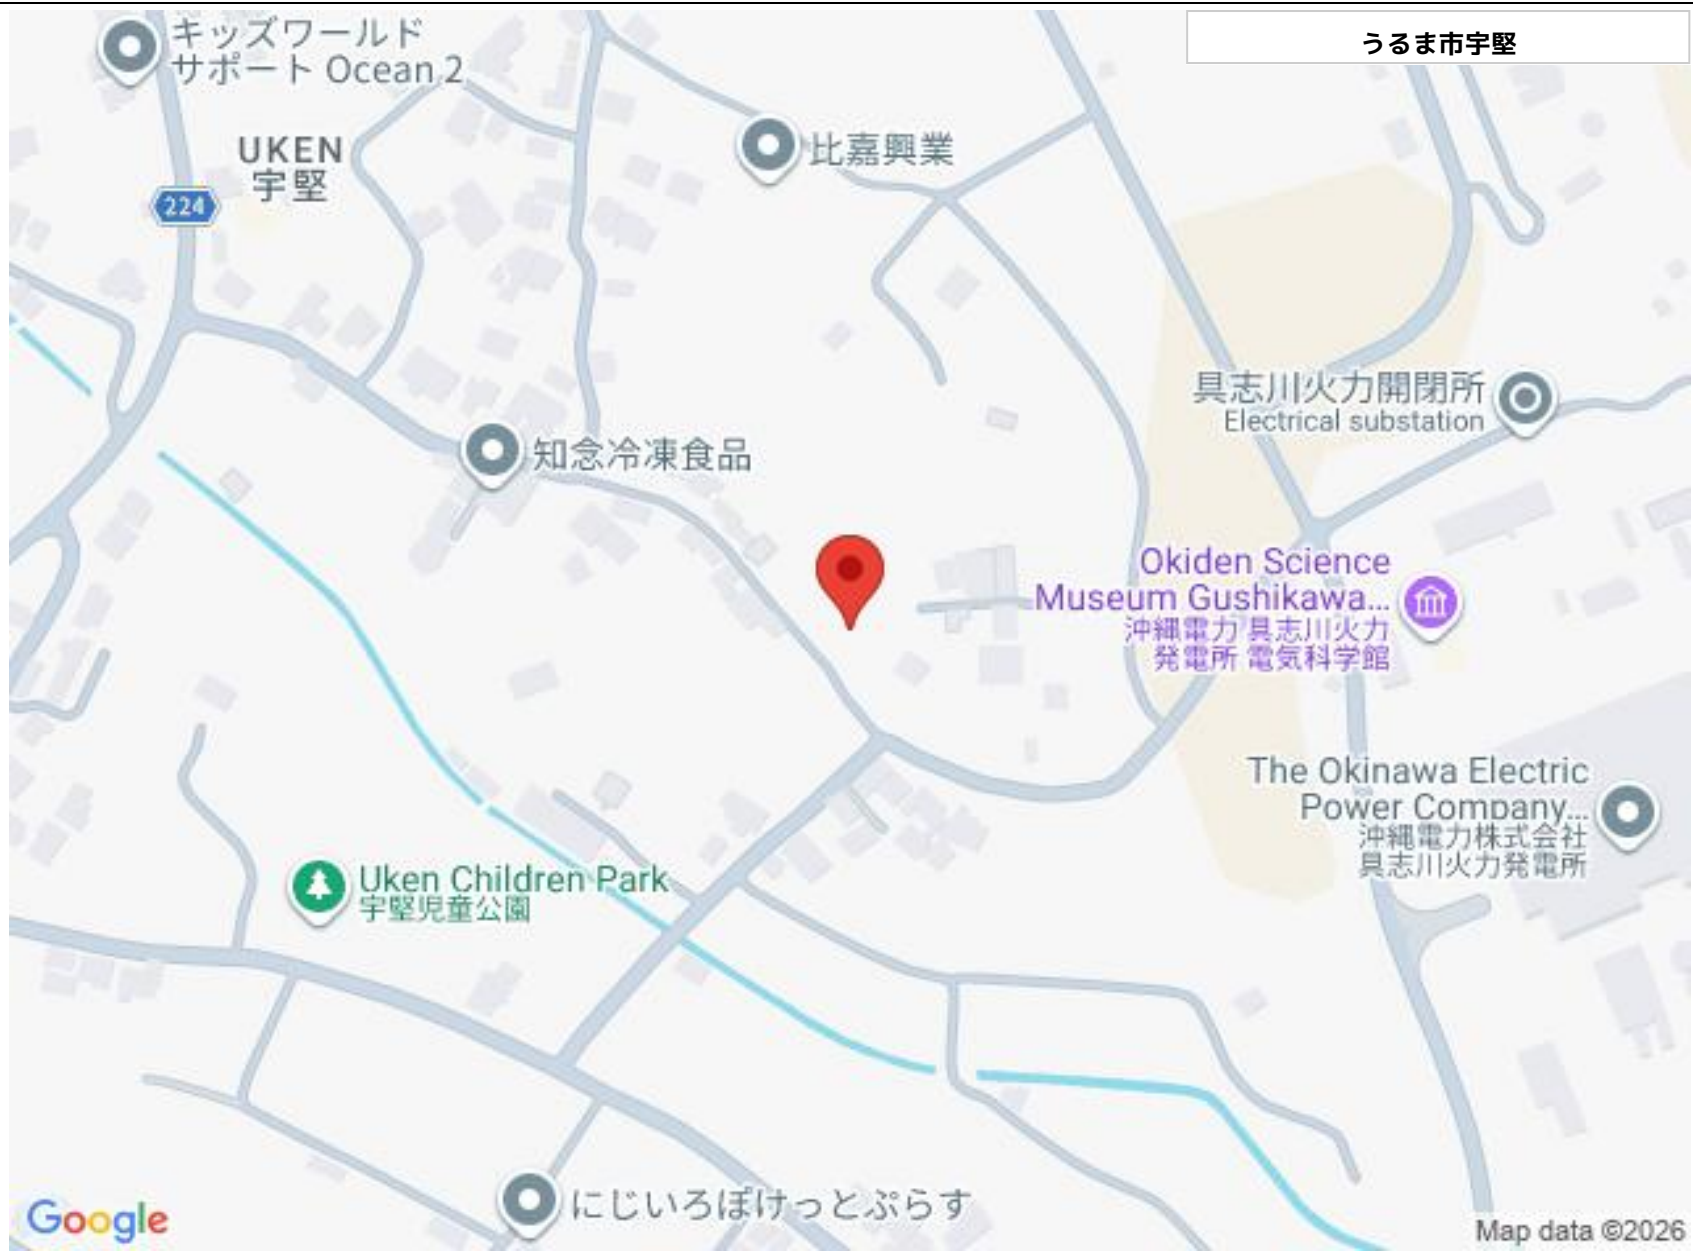 うるま市宇堅
キッズワールド
サポート Ocean 2
UKEN
宇堅
224
比嘉興業
具志川火力開閉所
Electrical substation
知念冷凍食品
Okiden Science
Museum Gushikawa...
沖縄電力 具志川火力
発電所 電気科学館
The Okinawa Electric
Power Company...
沖縄電力株式会社
具志川火力発電所
Uken Children Park
宇堅児童公園
にじいろぽけっとぷらす
Google
Map data ©2026